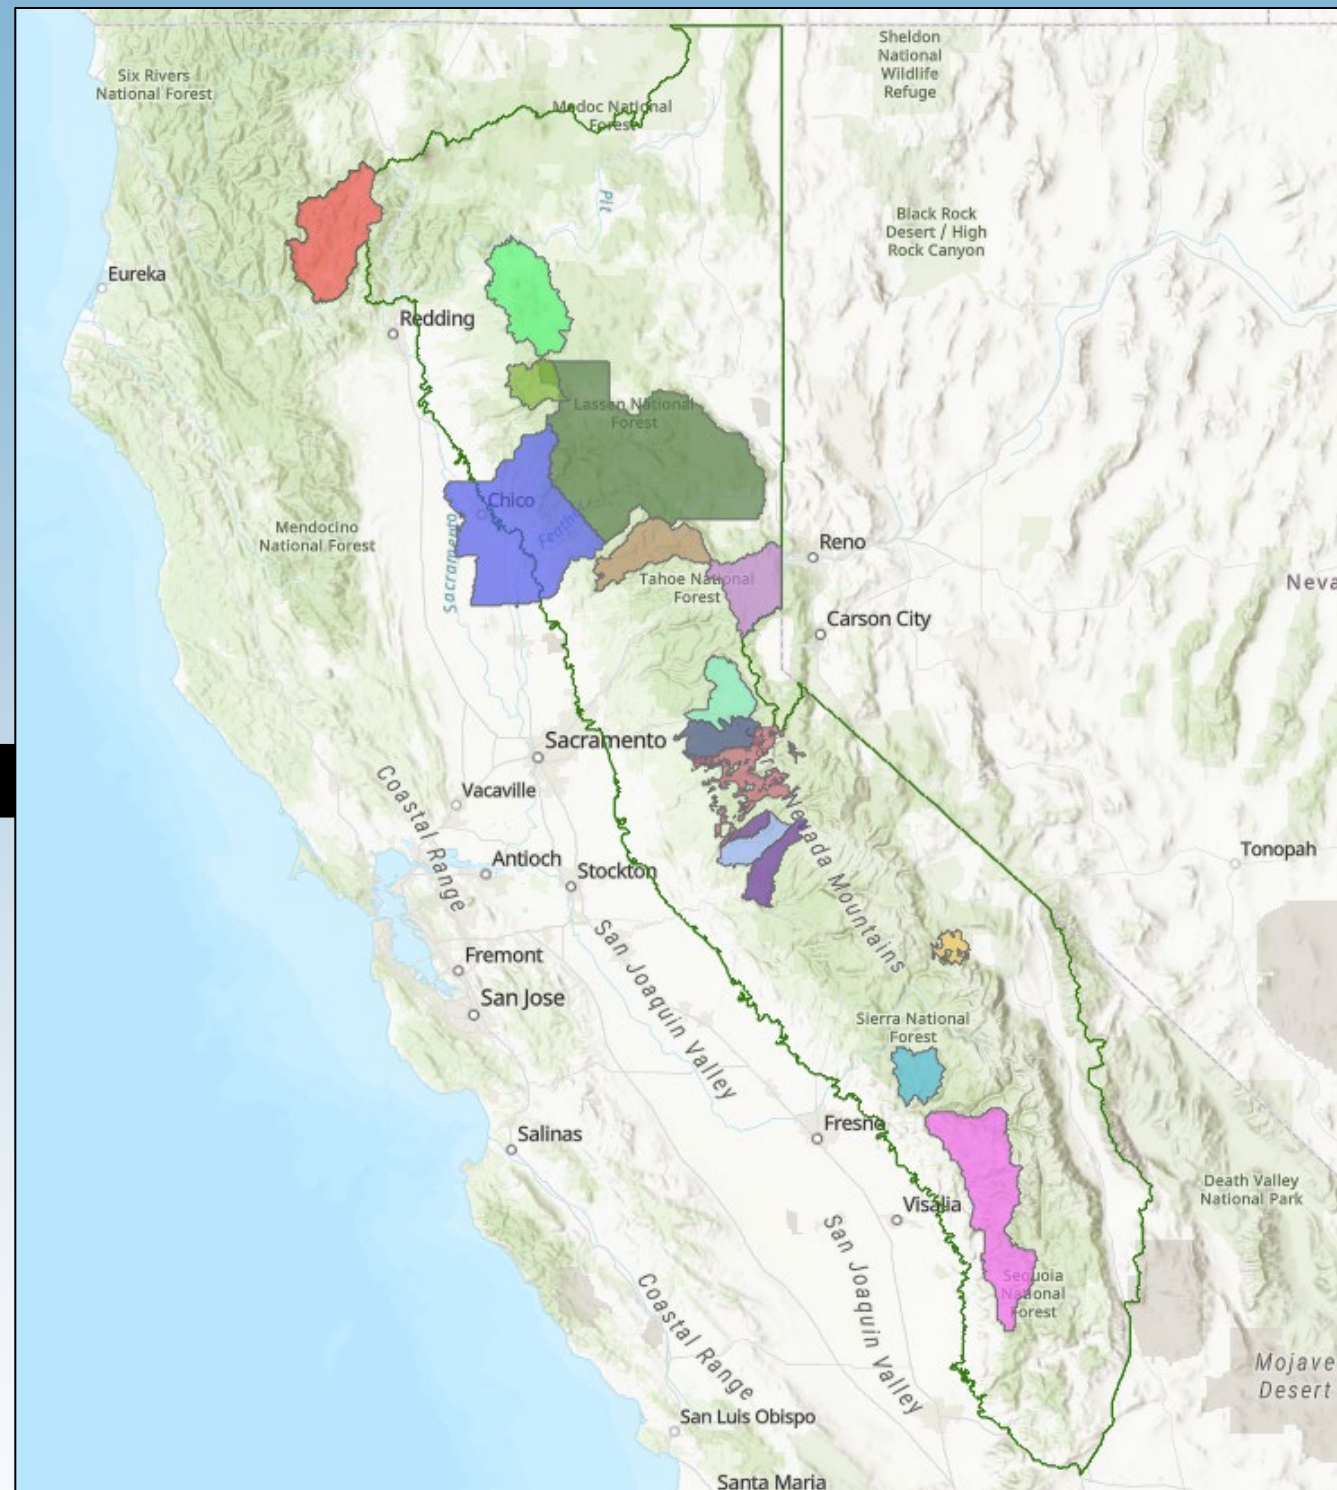 Six Rivers
National Forest
Sheldon
National
Wildlife
Refuge
Modoc National
Forest
Pit
Black Rock
Desert / High
Rock Canyon
Eureka
Redding
Lassen National
Forest
Chico
Feath
Sacramento
Mendocino
National Forest
Reno
Tahoe National
Forest
Neva
Carson City
Sacramento
Vacaville
Coastal Range
Nevada Mountains
Antioch
Stockton
Tonopah
San Joaquin Valley
Fremont
San Jose
Sierra National
Forest
Fresno
Salinas
Death Valley
National Park
Visalia
San Joaquin Valley
Sequoia
National
Forest
Coastal Range
Mojave
Desert
San Luis Obispo
Santa Maria